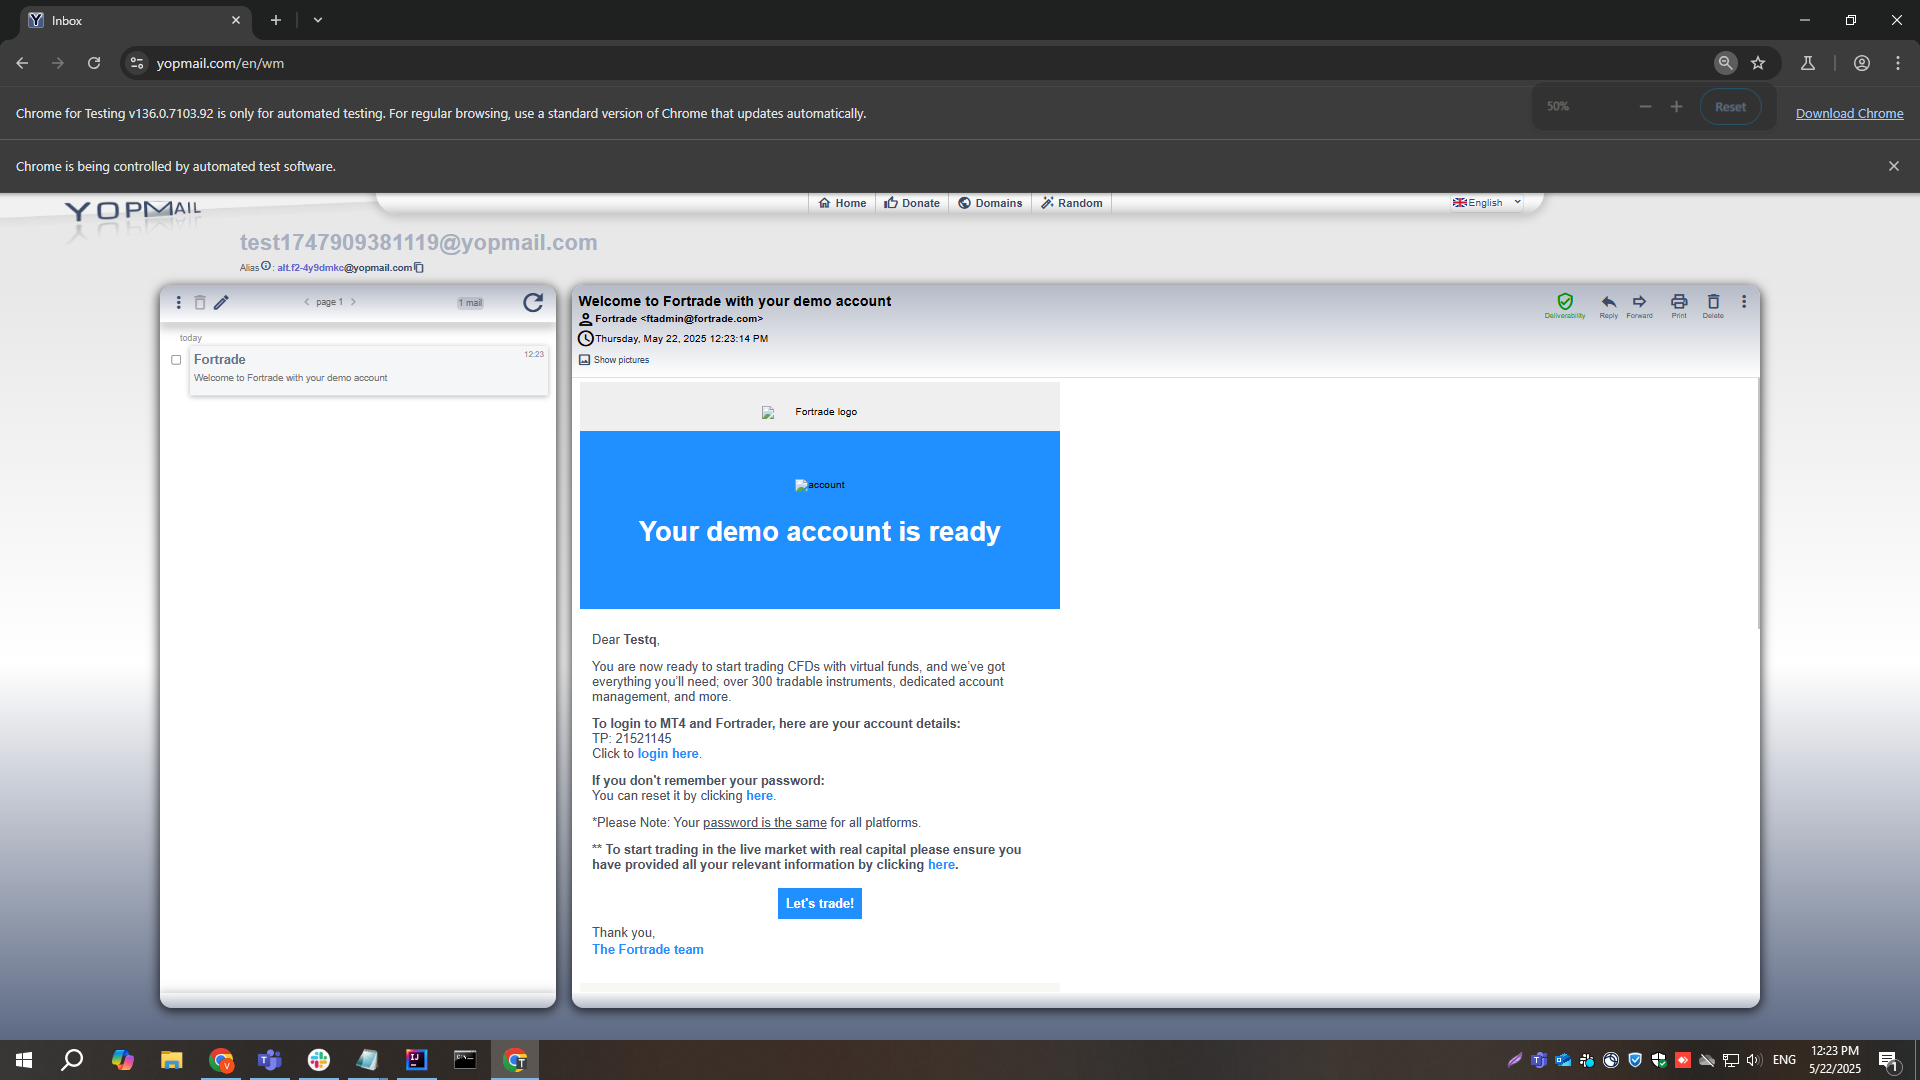 Inbox
yopmail.com/en/wm
Chrome for Testing v136.0.7103.92 is only for automated testing. For regular browsing, use a standard version of Chrome that updates automatically.
50%
Reset
Download Chrome
Chrome is being controlled by automated test software.
YOPMAIL
Home
Donate
Domains
Random
English
test1747909381119@yopmail.com
Alias : alt.f2-4y9dmkc@yopmail.com
page 1
1 mail
today
Fortrade
12:23
Welcome to Fortrade with your demo account
Welcome to Fortrade with your demo account
Fortrade <ftadmin@fortrade.com>
Thursday, May 22, 2025 12:23:14 PM
Show pictures
Deliverability
Reply
Forward
Print
Delete
Fortrade logo
account
Your demo account is ready
Dear Testq,
You are now ready to start trading CFDs with virtual funds, and we've got
everything you'll need; over 300 tradable instruments, dedicated account
management, and more.
To login to MT4 and Fortrader, here are your account details:
TP: 21521145
Click to login here.
If you don't remember your password:
You can reset it by clicking here.
*Please Note: Your password is the same for all platforms.
** To start trading in the live market with real capital please ensure you
have provided all your relevant information by clicking here.
Let's trade!
Thank you,
The Fortrade team
ENG
12:23 PM
5/22/2025
1